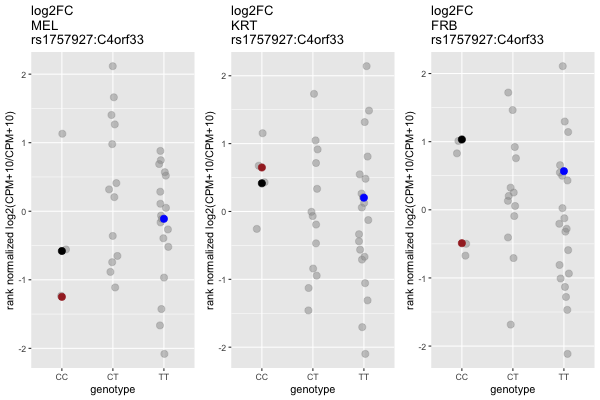 log2FC
MEL
rs1757927:C4orf33
rank normalized log2(CPM+10/CPM+10)
2
1
0
-1
-2
CC
CT
TT
genotype
log2FC
KRT
rs1757927:C4orf33
rank normalized log2(CPM+10/CPM+10)
2
1
0
-1
-2
CC
CT
TT
genotype
log2FC
FRB
rs1757927:C4orf33
rank normalized log2(CPM+10/CPM+10)
2
1
0
-1
-2
CC
CT
TT
genotype